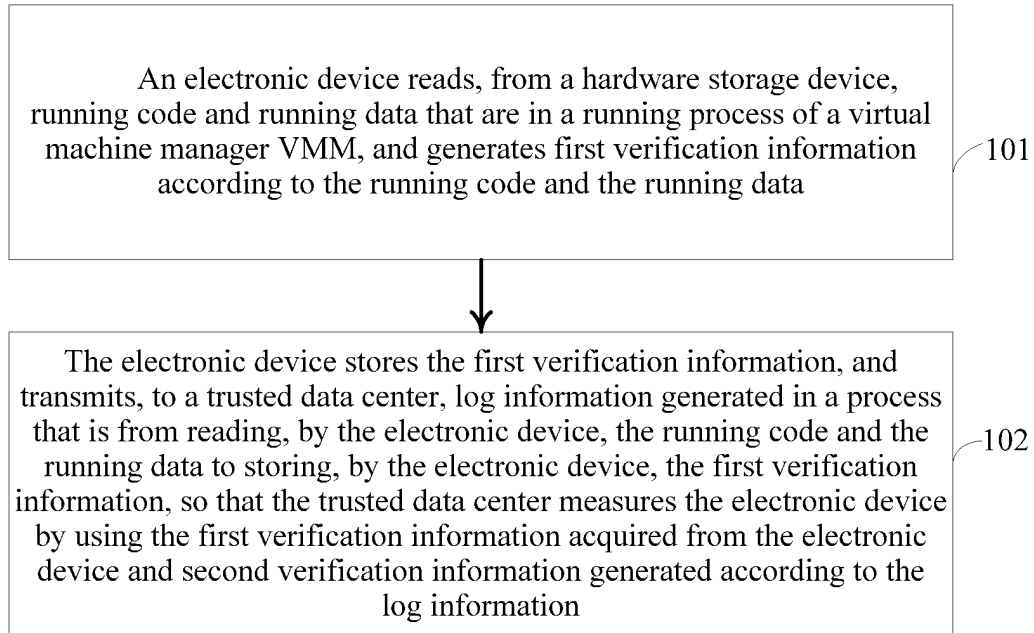 An electronic device reads, from a hardware storage device,
running code and running data that are in a running process of a virtual
machine manager VMM, and generates first verification information
according to the running code and the running data
101
The electronic device stores the first verification information, and
transmits, to a trusted data center, log information generated in a process
that is from reading, by the electronic device, the running code and the
running data to storing, by the electronic device, the first verification
information, so that the trusted data center measures the electronic device
by using the first verification information acquired from the electronic
device and second verification information generated according to the
log information
102